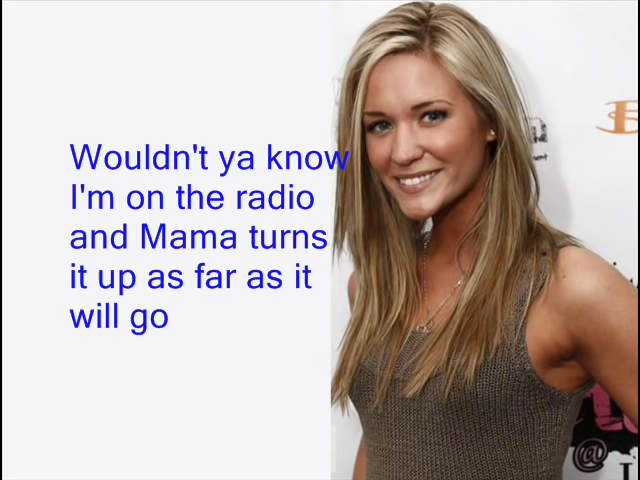 Wouldn't ya know
I'm on the radio
and Mama turns
it up as far as it
will go
@